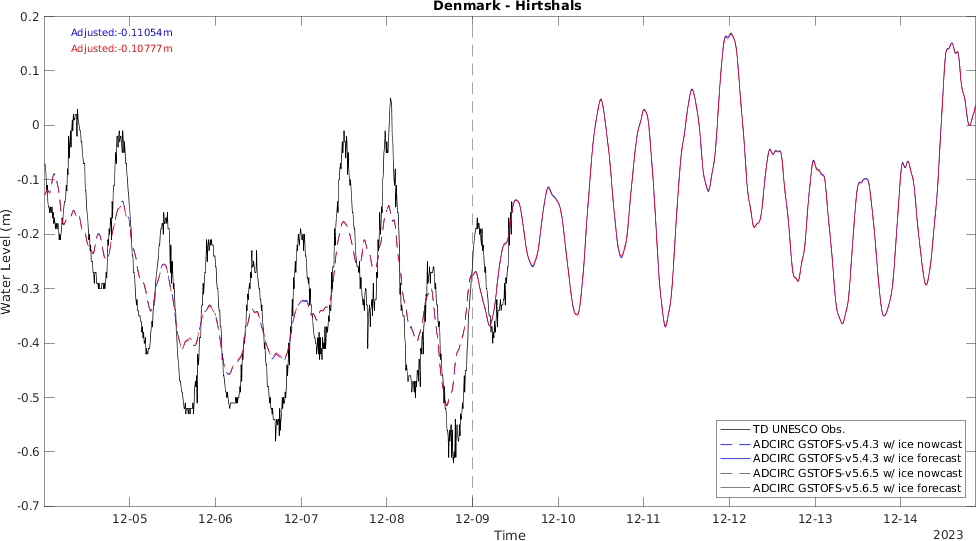 Denmark - Hirtshals
Adjusted:-0.11054m
Adjusted:-0.10777m
0.2
0.1
0
-0.1
-0.2
-0.3
-0.4
-0.5
-0.6
-0.7
Water Level (m)
TD UNESCO Obs.
ADCIRC GSTOFS-v5.4.3 w/ ice nowcast
ADCIRC GSTOFS-v5.4.3 w/ ice forecast
ADCIRC GSTOFS-v5.6.5 w/ ice nowcast
ADCIRC GSTOFS-v5.6.5 w/ ice forecast
12-05 12-06 12-07 12-08 12-09 12-10 12-11 12-12 12-13 12-14
Time
2023